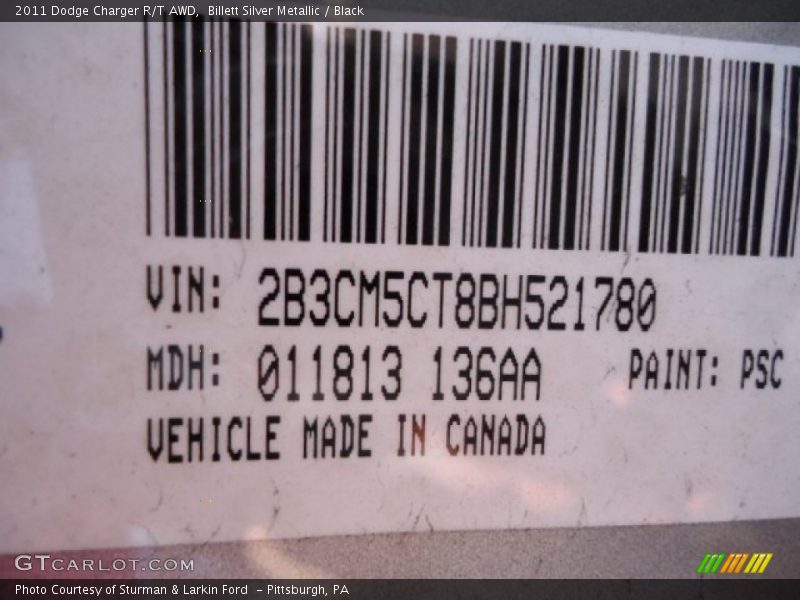 2011 Dodge Charger R/T AWD, Billett Silver Metallic / Black
VIN: 2B3CM5CT8BH521780
MDH: 011813 136AA PAINT: PSC
VEHICLE MADE IN CANADA
GTCARLOT.COM
Photo Courtesy of Sturman & Larkin Ford - Pittsburgh, PA